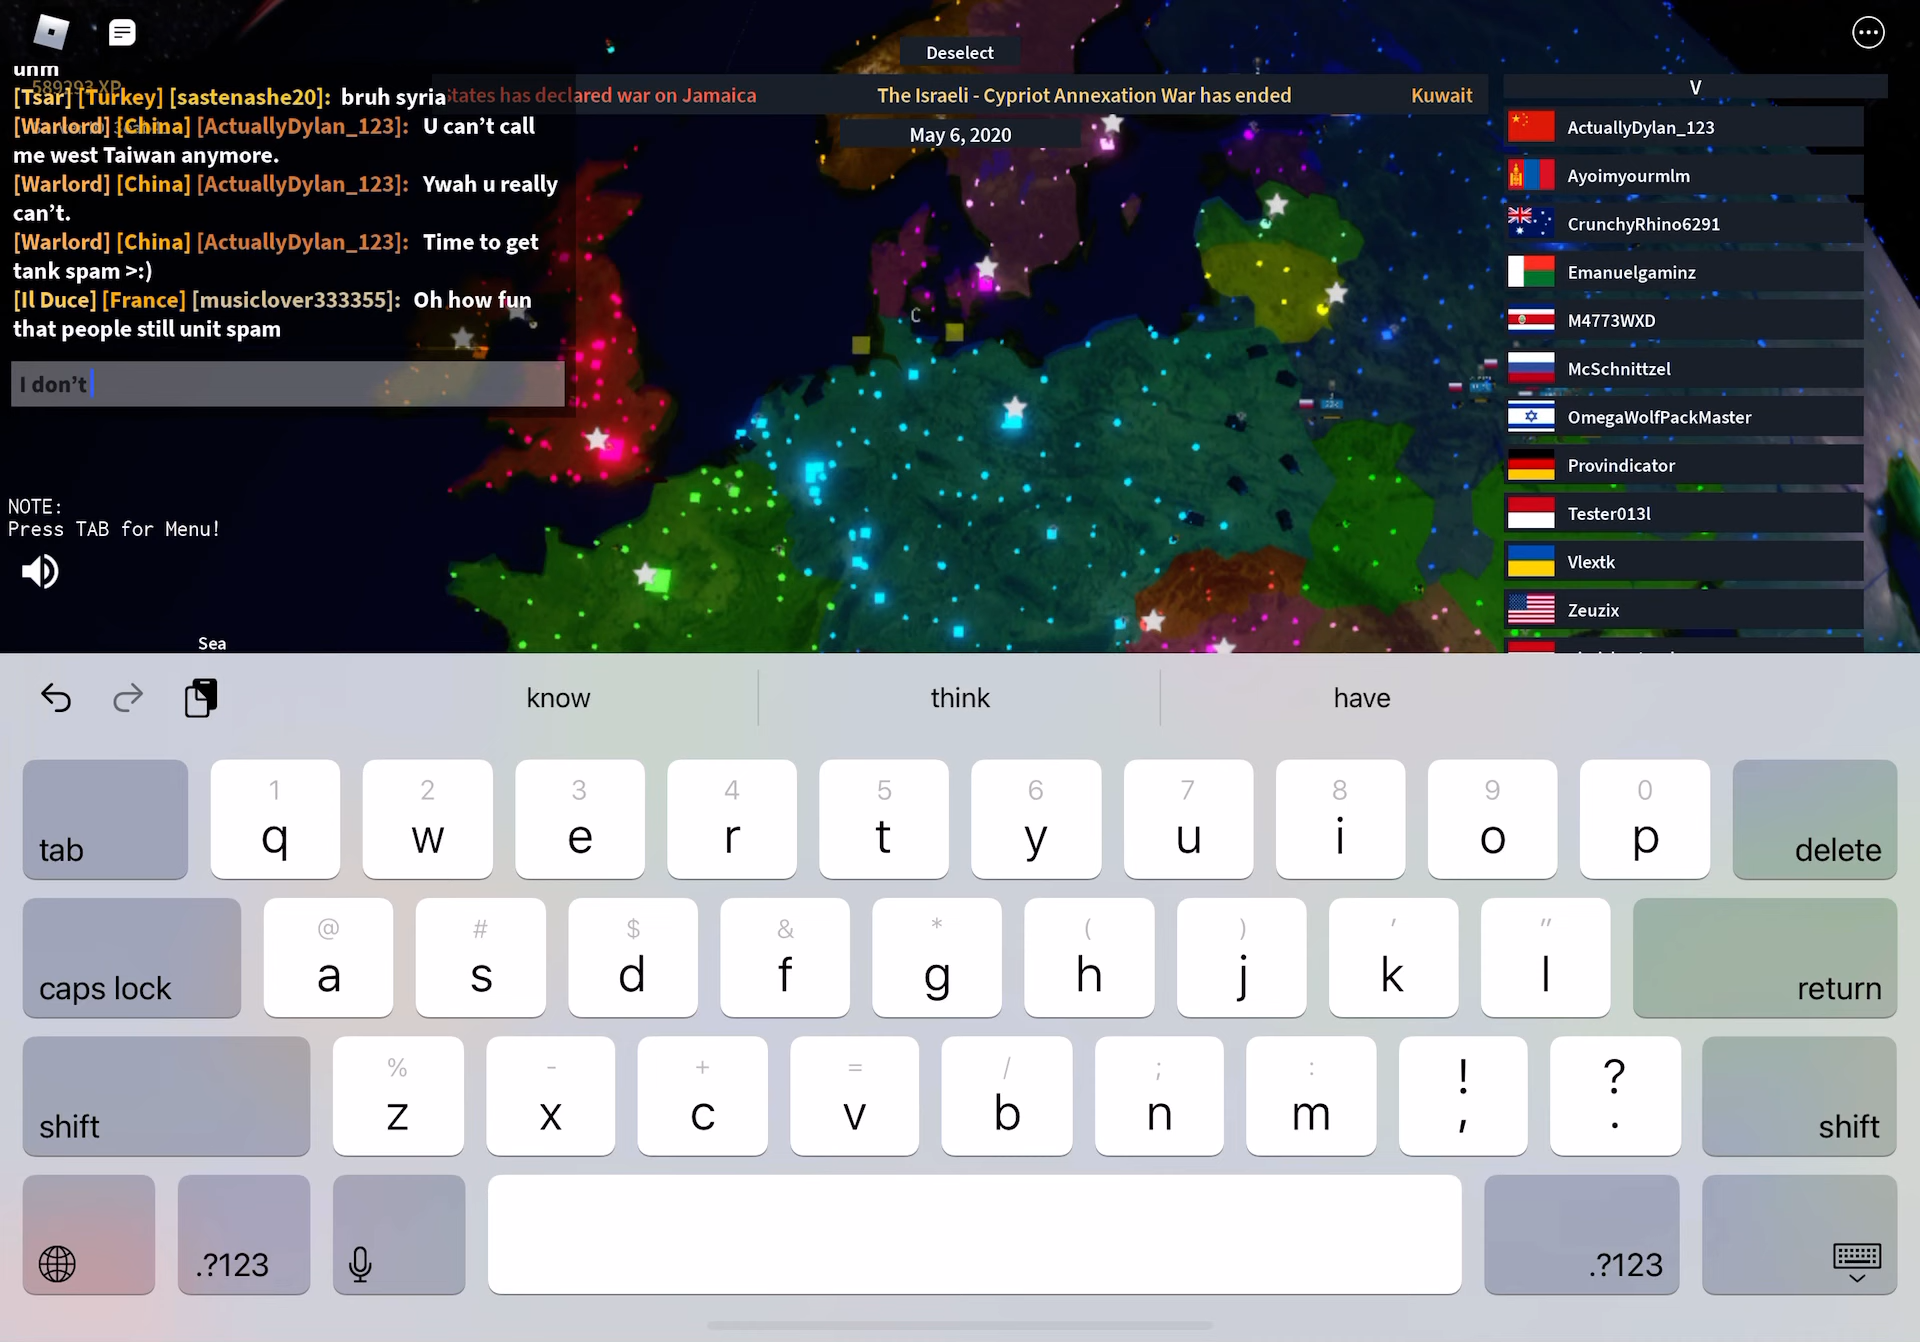 Deselect
unm
589293 XP
[Tsar] [Turkey] [sastenashe20]: bruh syria
[Warlord] [China] [ActuallyDylan_123]: U can't call
me west Taiwan anymore.
[Warlord] [China] [ActuallyDylan_123]: Ywah u really
can't.
[Warlord] [China] [ActuallyDylan_123]: Time to get
tank spam >:)
[Il Duce] [France] [musiclover333355]: Oh how fun
that people still unit spam
I don't
States has declared war on Jamaica
The Israeli - Cypriot Annexation War has ended
Kuwait
May 6, 2020
C
V
ActuallyDylan_123
Ayoimyourmlm
CrunchyRhino6291
Emanuelgaminz
M4773WXD
McSchnittzel
OmegaWolfPackMaster
Provindicator
Tester013l
Vlextk
Zeuzix
NOTE:
Press TAB for Menu!
Sea
know think have
1 2 3 4 5 6 7 8 9 0
tab q w e r t y u i o p delete
@ # $ & * ( ) ' "
caps lock a s d f g h j k l return
% - + = / ; : ! ?
shift z x c v b n m , . shift
.?123 .?123